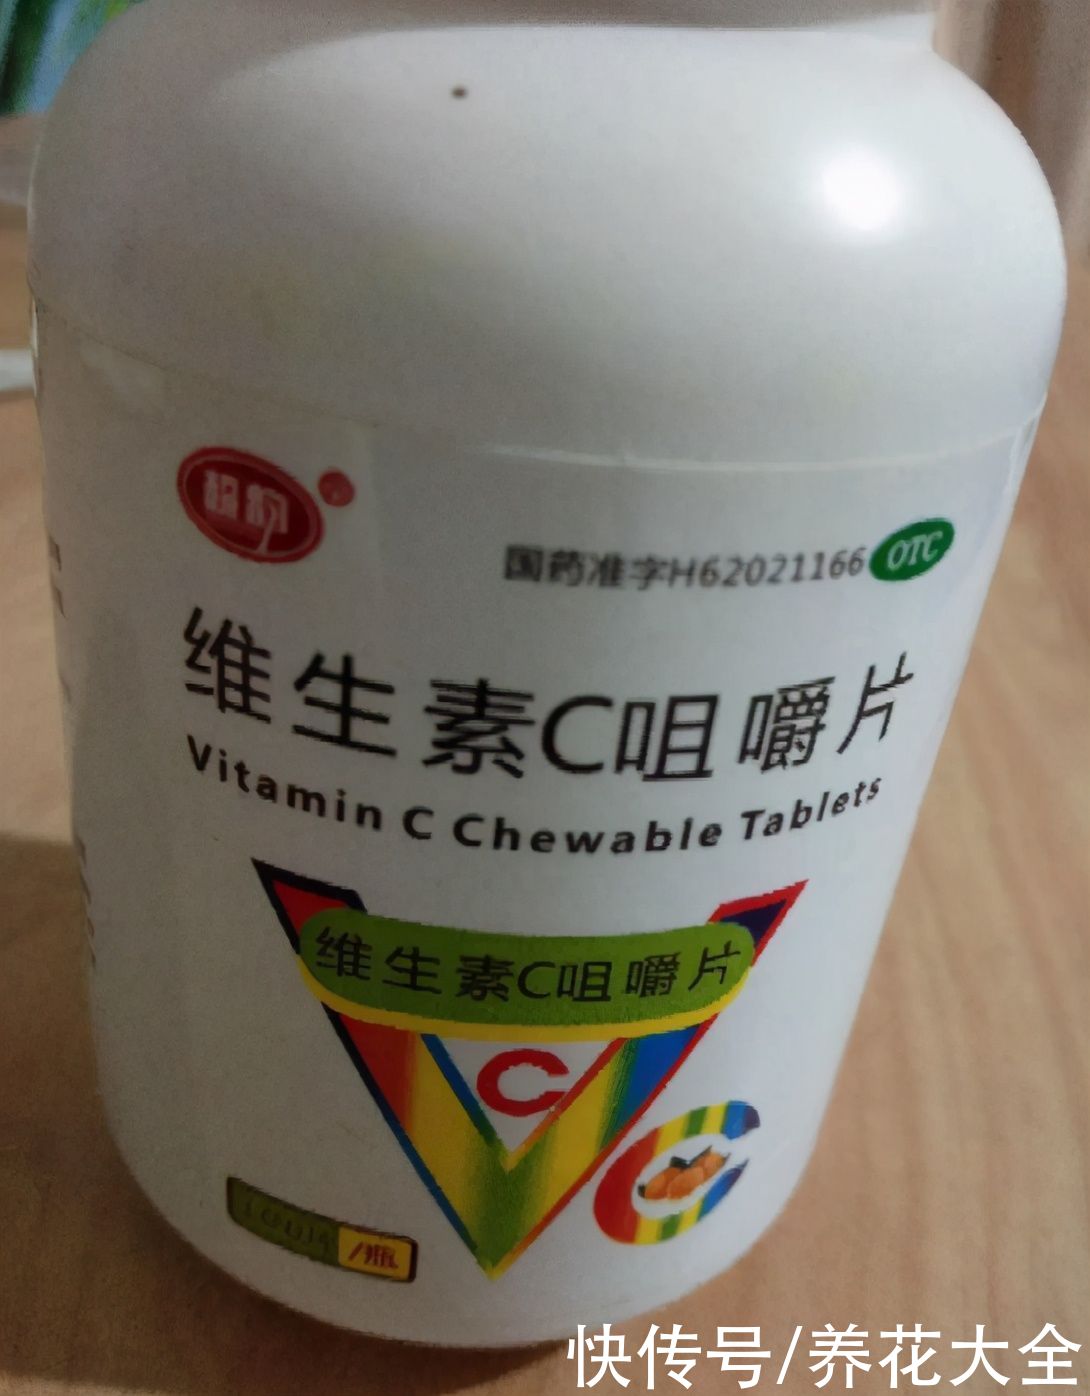 国药准字H62021166 OTC
维生素C咀嚼片
Vitamin C Chewable Tablets
维生素C咀嚼片
C
/瓶
快传号/养花大全